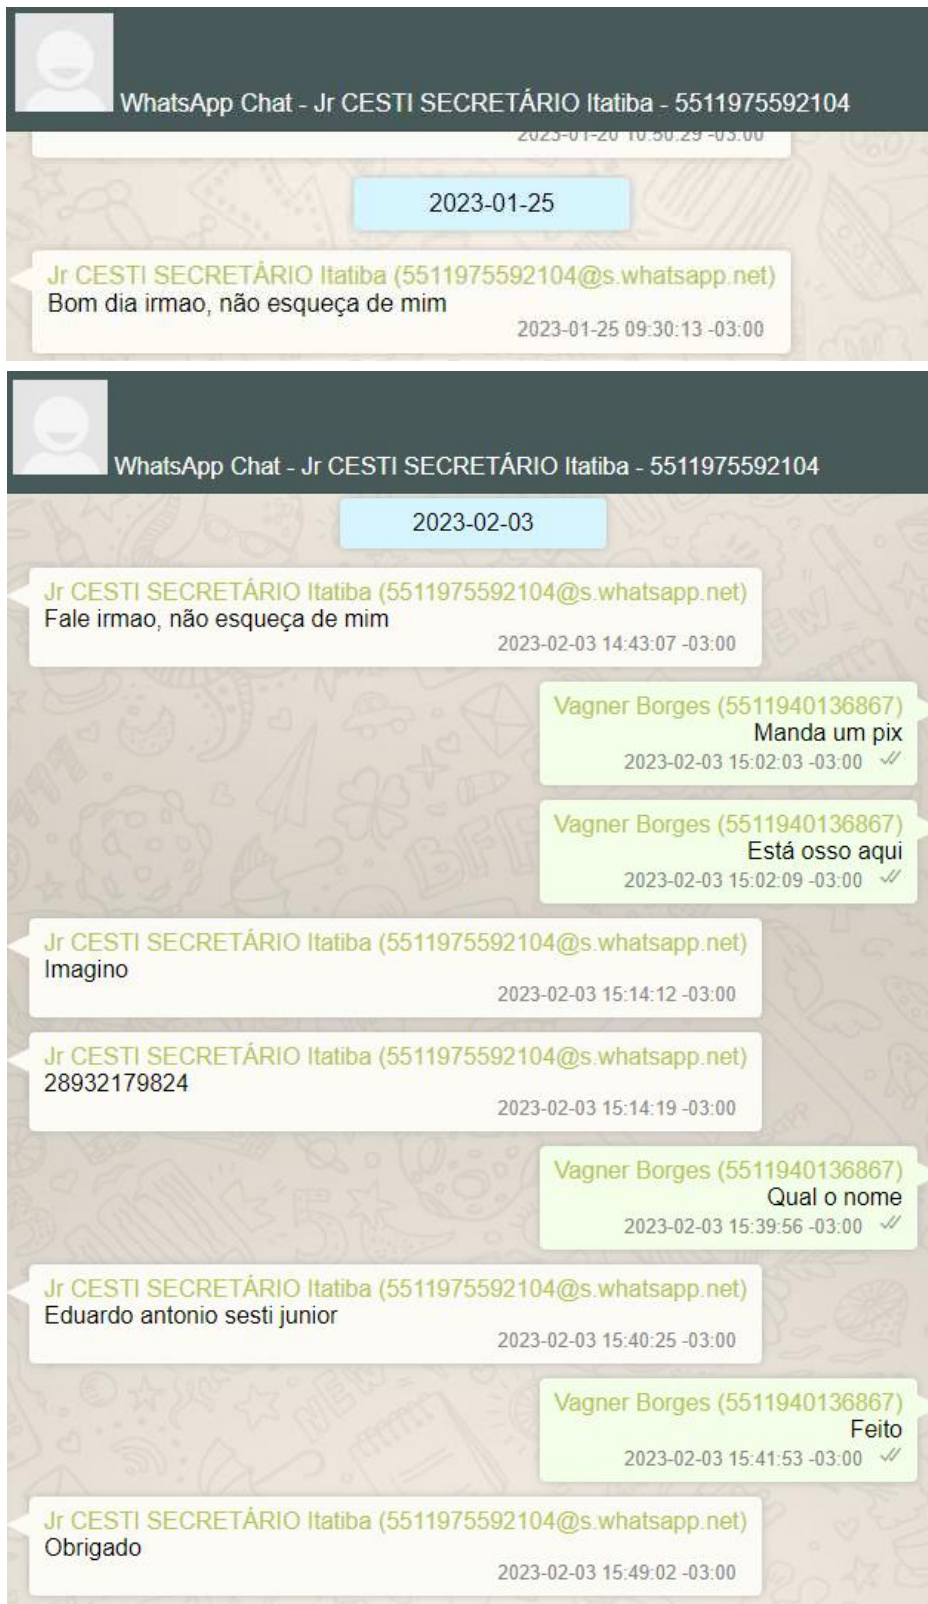 WhatsApp Chat - Jr CESTI SECRETÁRIO Itatiba - 5511975592104
2023-01-20 10:50:29 -03:00
2023-01-25
Jr CESTI SECRETÁRIO Itatiba (5511975592104@s.whatsapp.net)
Bom dia irmao, não esqueça de mim
2023-01-25 09:30:13 -03:00
WhatsApp Chat - Jr CESTI SECRETÁRIO Itatiba - 5511975592104
2023-02-03
Jr CESTI SECRETÁRIO Itatiba (5511975592104@s.whatsapp.net)
Fale irmao, não esqueça de mim
2023-02-03 14:43:07 -03:00
Vagner Borges (5511940136867)
Manda um pix
2023-02-03 15:02:03 -03:00
Vagner Borges (5511940136867)
Está osso aqui
2023-02-03 15:02:09 -03:00
Jr CESTI SECRETÁRIO Itatiba (5511975592104@s.whatsapp.net)
Imagino
2023-02-03 15:14:12 -03:00
Jr CESTI SECRETÁRIO Itatiba (5511975592104@s.whatsapp.net)
28932179824
2023-02-03 15:14:19 -03:00
Vagner Borges (5511940136867)
Qual o nome
2023-02-03 15:39:56 -03:00
Jr CESTI SECRETÁRIO Itatiba (5511975592104@s.whatsapp.net)
Eduardo antonio sesti junior
2023-02-03 15:40:25 -03:00
Vagner Borges (5511940136867)
Feito
2023-02-03 15:41:53 -03:00
Jr CESTI SECRETÁRIO Itatiba (5511975592104@s.whatsapp.net)
Obrigado
2023-02-03 15:49:02 -03:00